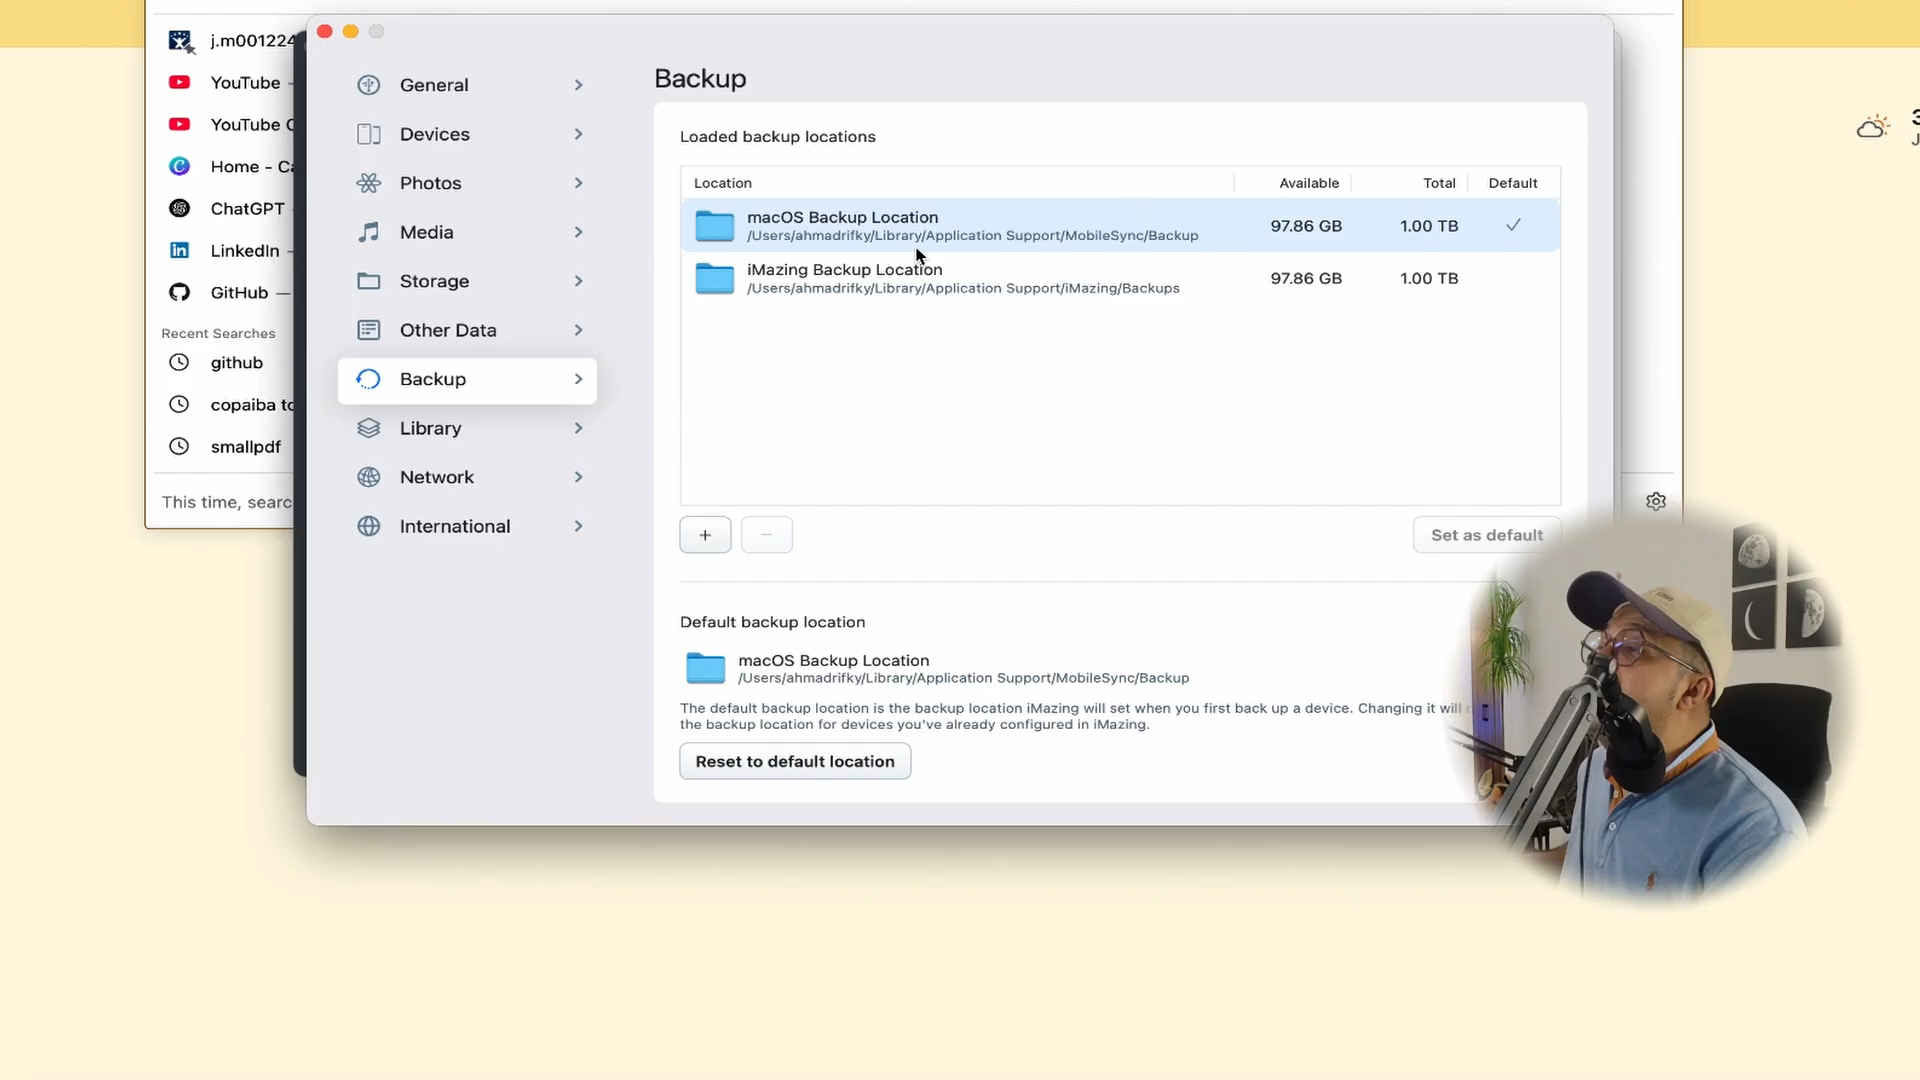 j.m001224
YouTube –
YouTube C
Home - Ca
ChatGPT
LinkedIn
GitHub —
Recent Searches
github
copaiba to
smallpdf
This time, searc
General
Devices
Photos
Media
Storage
Other Data
Backup
Library
Network
International
Backup
Loaded backup locations
Location Available Total Default
macOS Backup Location 97.86 GB 1.00 TB
/Users/ahmadrifky/Library/Application Support/MobileSync/Backup
iMazing Backup Location 97.86 GB 1.00 TB
/Users/ahmadrifky/Library/Application Support/iMazing/Backups
+ −
Set as default
Default backup location
macOS Backup Location
/Users/ahmadrifky/Library/Application Support/MobileSync/Backup
The default backup location is the backup location iMazing will set when you first back up a device. Changing it will
the backup location for devices you've already configured in iMazing.
Reset to default location